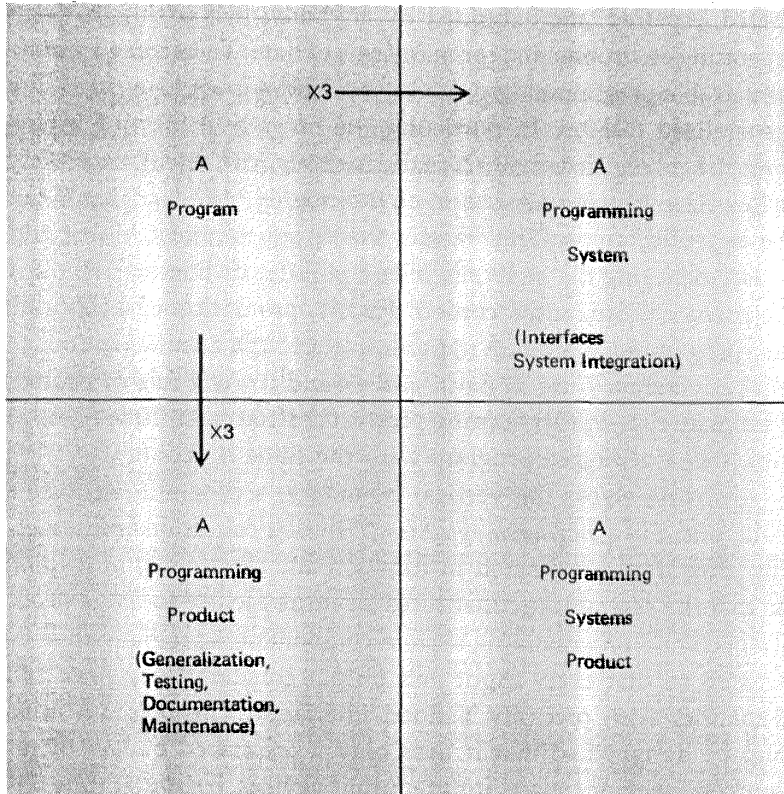 X3
A
Program
A
Programming
System
(Interfaces
System Integration)
X3
A
Programming
Product
(Generalization,
Testing,
Documentation,
Maintenance)
A
Programming
Systems
Product